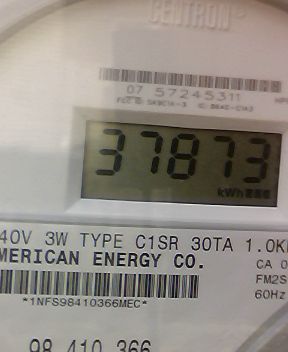 CENTRON
07 57245311
37873
kWh
40V 3W TYPE C1SR 30TA 1.0K
MERICAN ENERGY CO.
CA 0
FM2S
*1NFS98410366MEC*
60Hz
98 410 366